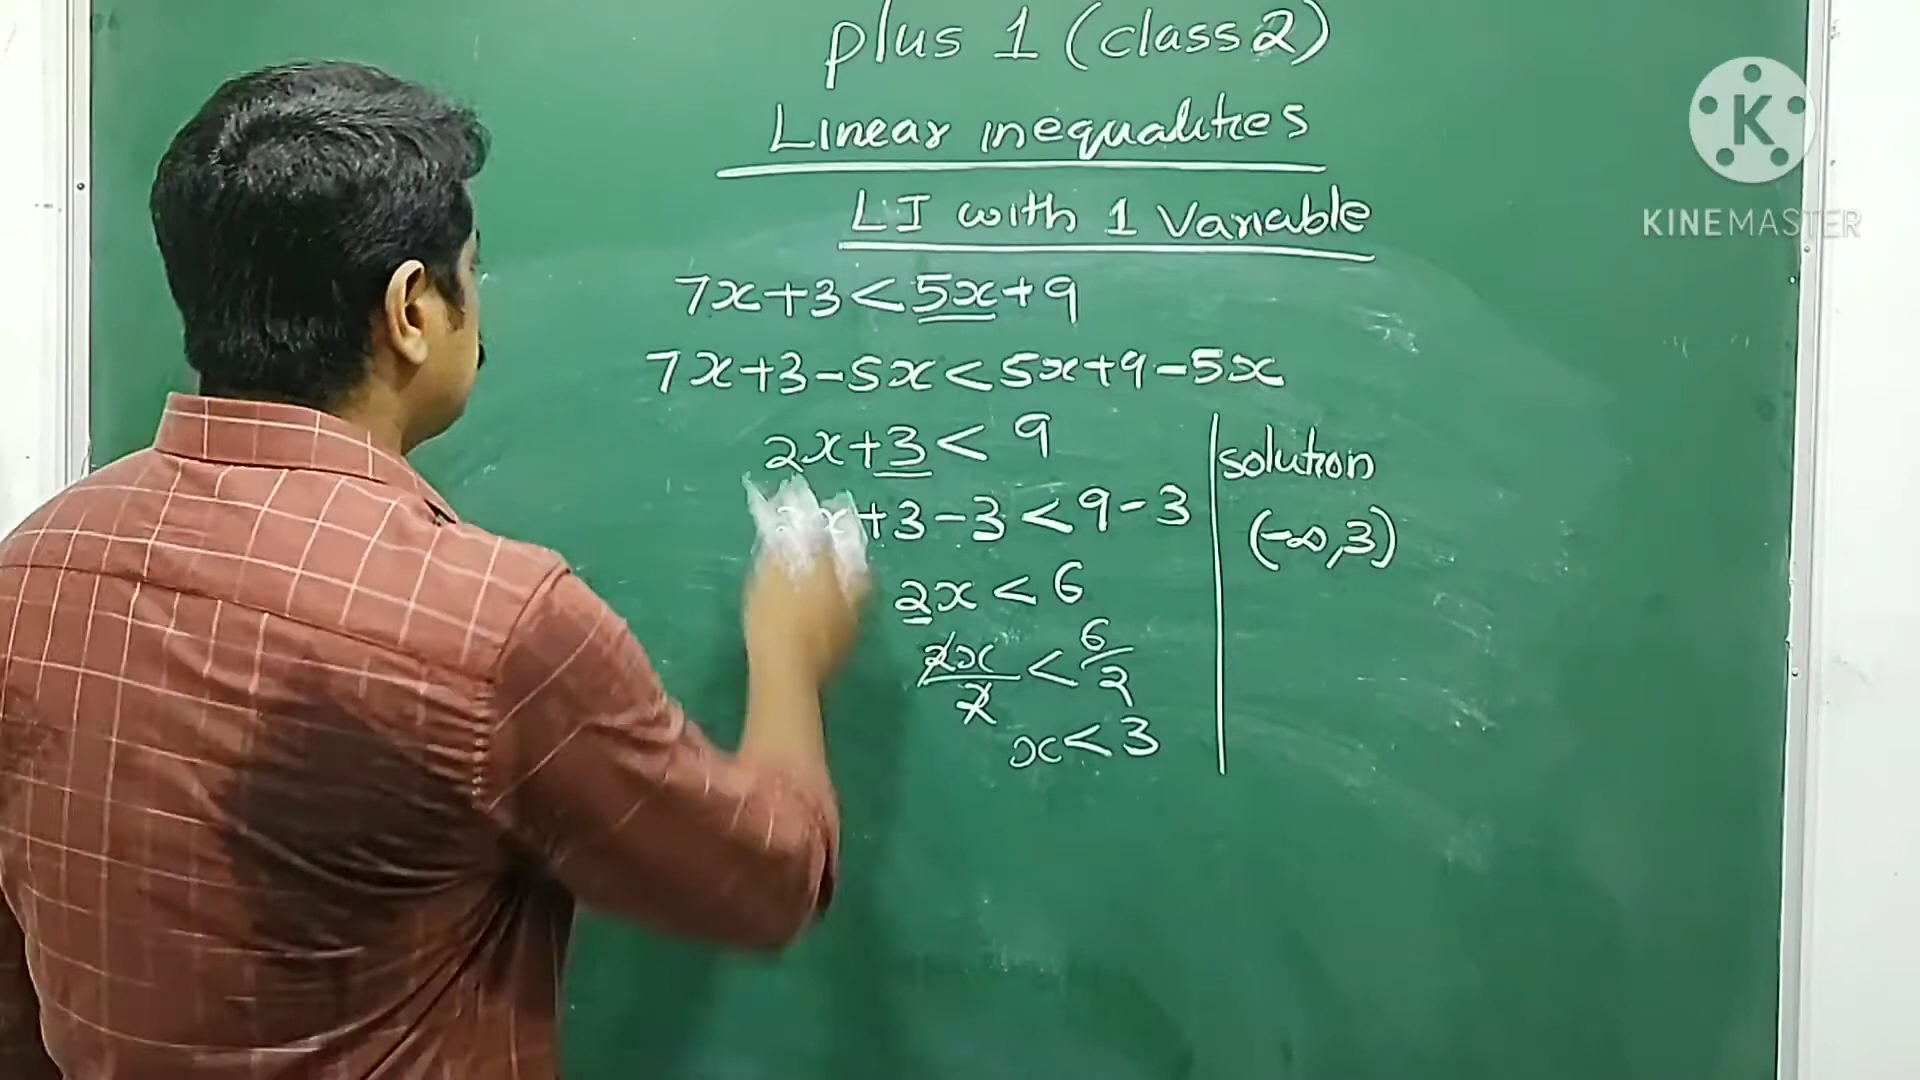 plus 1 (class 2)
Linear inequalities
LI with 1 Variable
7x+3<5x+9
7x+3-5x<5x+9-5x
2x+3<9
2x+3-3<9-3
2x<6
2x/2<6/2
x<3
solution
(-∞,3)
K
KINEMASTER